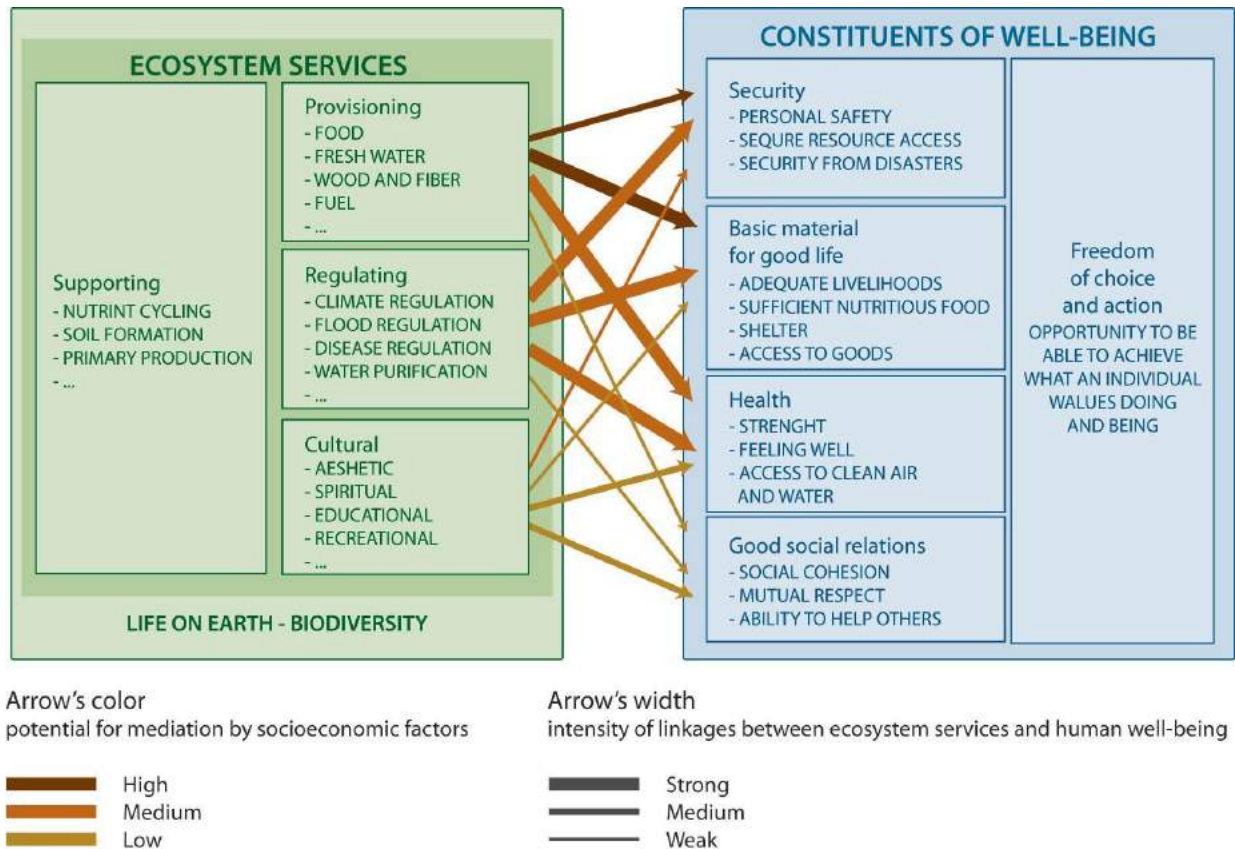 ECOSYSTEM SERVICES
Supporting
- NUTRINT CYCLING
- SOIL FORMATION
- PRIMARY PRODUCTION
- ...
Provisioning
- FOOD
- FRESH WATER
- WOOD AND FIBER
- FUEL
- ...
Regulating
- CLIMATE REGULATION
- FLOOD REGULATION
- DISEASE REGULATION
- WATER PURIFICATION
- ...
Cultural
- AESHETIC
- SPIRITUAL
- EDUCATIONAL
- RECREATIONAL
- ...
LIFE ON EARTH - BIODIVERSITY
CONSTITUENTS OF WELL-BEING
Security
- PERSONAL SAFETY
- SEQURE RESOURCE ACCESS
- SECURITY FROM DISASTERS
Basic material
for good life
- ADEQUATE LIVELIHOODS
- SUFFICIENT NUTRITIOUS FOOD
- SHELTER
- ACCESS TO GOODS
Health
- STRENGHT
- FEELING WELL
- ACCESS TO CLEAN AIR
AND WATER
Good social relations
- SOCIAL COHESION
- MUTUAL RESPECT
- ABILITY TO HELP OTHERS
Freedom
of choice
and action
OPPORTUNITY TO BE
ABLE TO ACHIEVE
WHAT AN INDIVIDUAL
WALUES DOING
AND BEING
Arrow's color
potential for mediation by socioeconomic factors
High
Medium
Low
Arrow's width
intensity of linkages between ecosystem services and human well-being
Strong
Medium
Weak